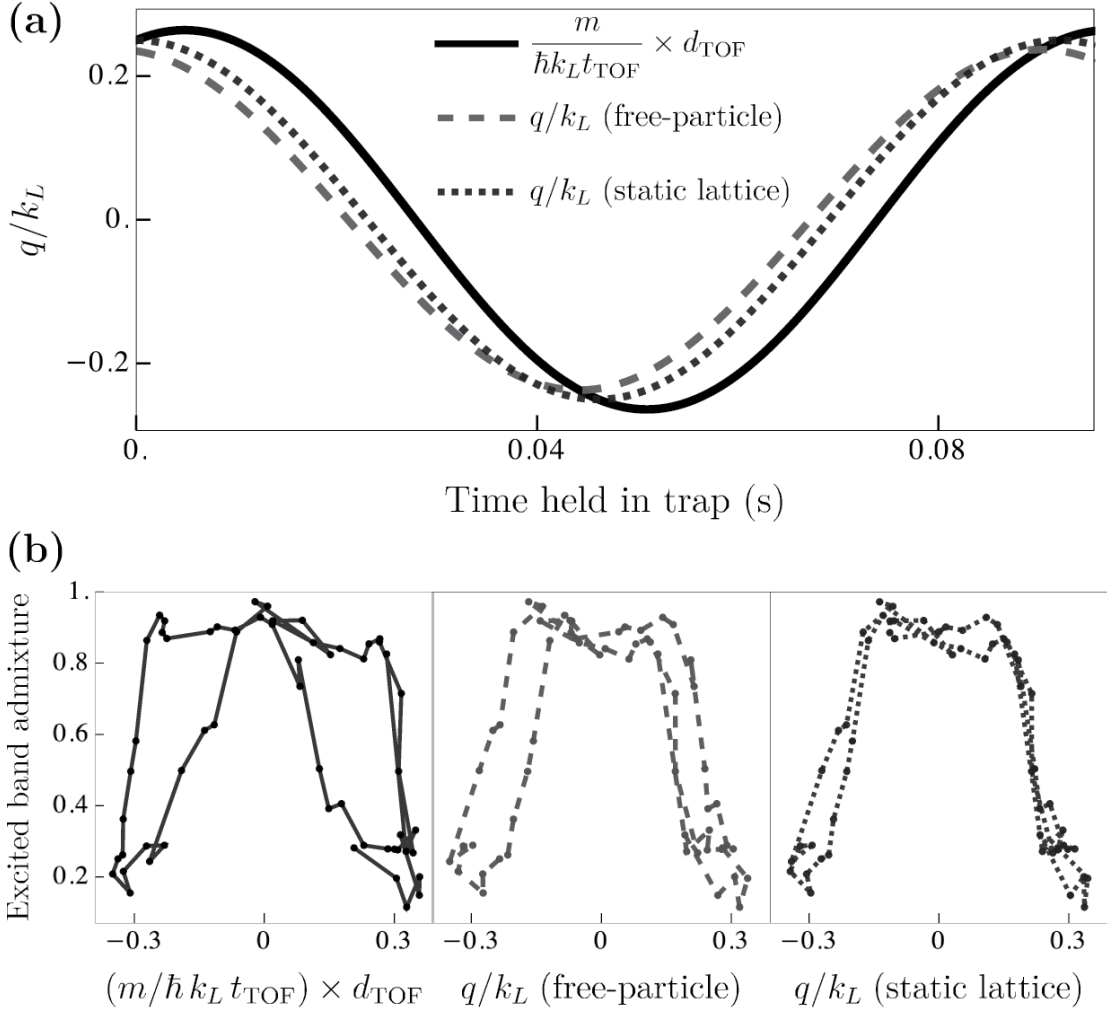 (a)
m/ħk_L t_TOF × d_TOF
q/k_L (free-particle)
q/k_L (static lattice)
q/k_L
0.2
0.
−0.2
0.
0.04
0.08
Time held in trap (s)
(b)
Excited band admixture
1.
0.8
0.6
0.4
0.2
−0.3
0
0.3
−0.3
0
0.3
−0.3
0
0.3
(m/ħ k_L t_TOF) × d_TOF
q/k_L (free-particle)
q/k_L (static lattice)